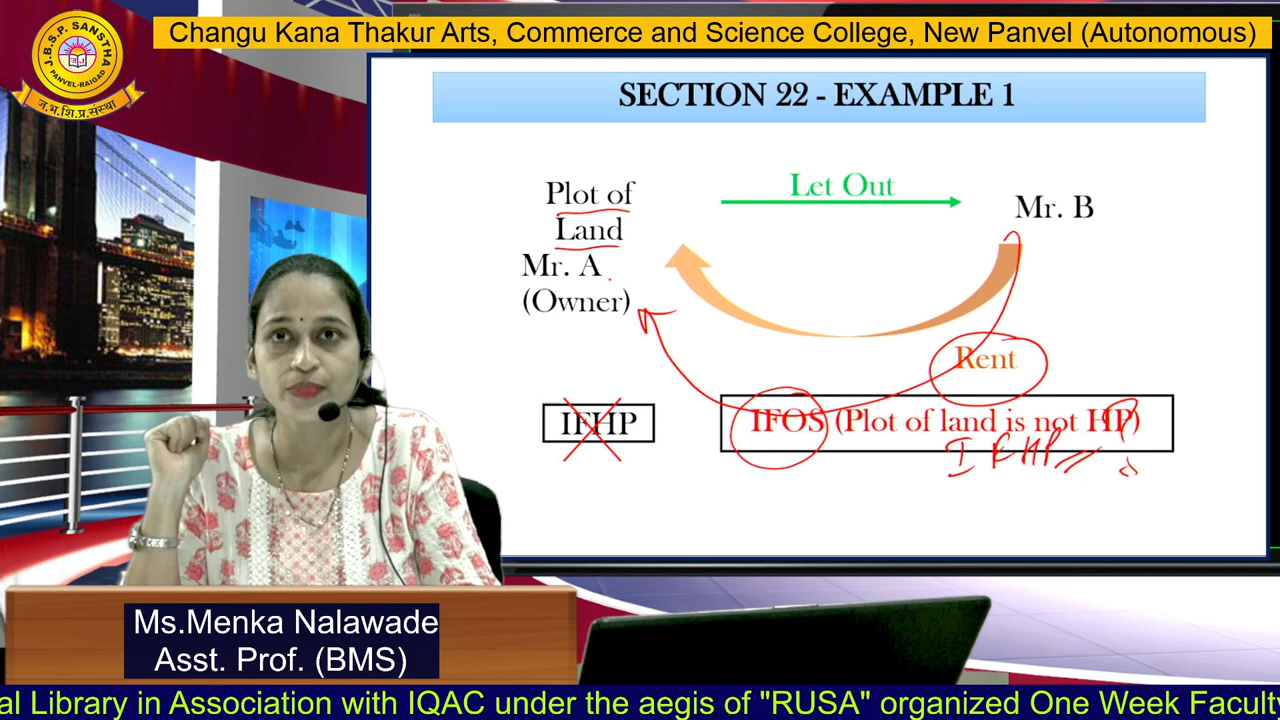 Changu Kana Thakur Arts, Commerce and Science College, New Panvel (Autonomous)
J.B.S.P. SANSTHA
PANVEL-RAIGAD
ज.भ.शि.प्र.संस्था
SECTION 22 - EXAMPLE 1
Plot of
Land
Mr. A
(Owner)
Let Out
Mr. B
Rent
IFHP
IFOS (Plot of land is not HP)
IFHP
?
Ms.Menka Nalawade
Asst. Prof. (BMS)
al Library in Association with IQAC under the aegis of "RUSA" organized One Week Facult